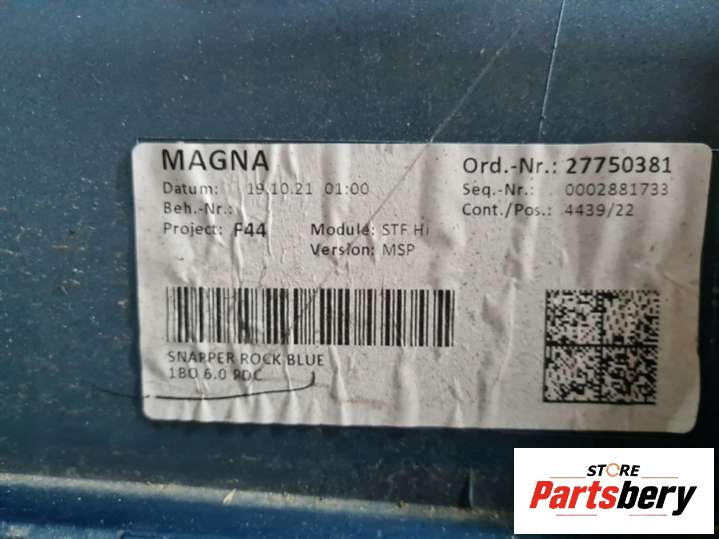 MAGNA
Ord.-Nr.: 27750381
Datum: 19.10.21 01:00
Seq.-Nr.: 0002881733
Beh.-Nr.:
Cont./Pos.: 4439/22
Project: F44 Module: STF Hi
Version: MSP
SNAPPER ROCK BLUE
1BO 6.0 PDC
STORE
Partsbery